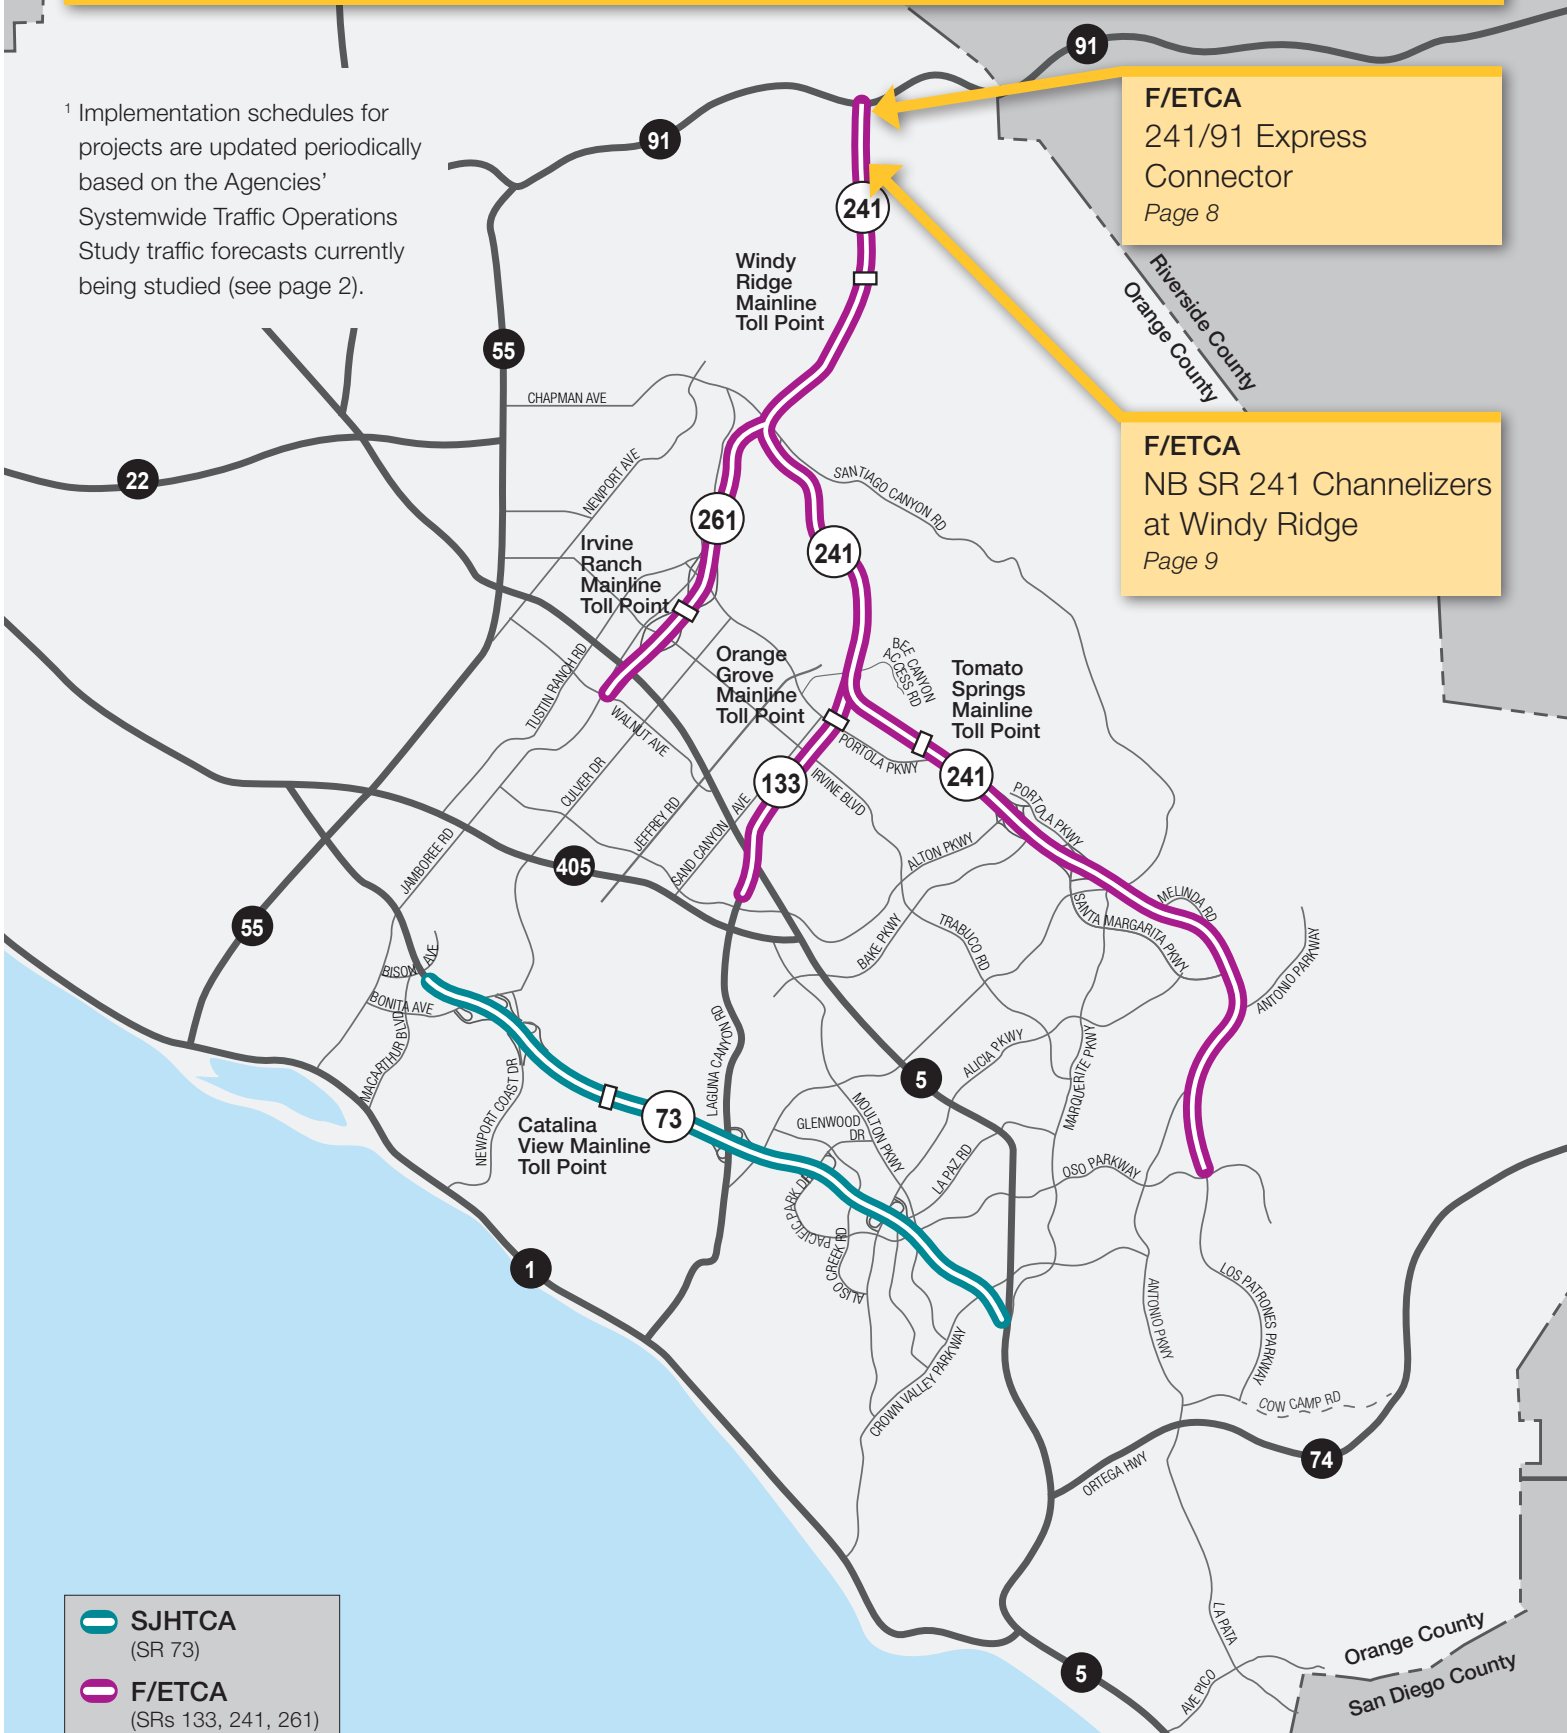 91
F/ETCA
241/91 Express
Connector
Page 8
¹ Implementation schedules for
projects are updated periodically
based on the Agencies’
Systemwide Traffic Operations
Study traffic forecasts currently
being studied (see page 2).
91
241
Windy
Ridge
Mainline
Toll Point
Riverside County
Orange County
55
CHAPMAN AVE
F/ETCA
NB SR 241 Channelizers
at Windy Ridge
Page 9
22
NEWPORT AVE
SANTIAGO CANYON RD
261
241
Irvine
Ranch
Mainline
Toll Point
TUSTIN RANCH RD
WALNUT AVE
Orange
Grove
Mainline
Toll Point
BEE CANYON
ACCESS RD
Tomato
Springs
Mainline
Toll Point
PORTOLA PKWY
241
133
IRVINE BLVD
CULVER DR
JEFFREY RD
SAND CANYON AVE
PORTOLA PKWY
JAMBOREE RD
405
ALTON PKWY
MELINDA RD
SANTA MARGARITA PKWY
55
BAKE PKWY
TRABUCO RD
ANTONIO PARKWAY
BISON AVE
BONITA AVE
MACARTHUR BLVD
NEWPORT COAST DR
LAGUNA CANYON RD
5
ALICIA PKWY
MARQUERITE PKWY
Catalina
View Mainline
Toll Point
73
GLENWOOD
DR
MOULTON PKWY
LA PAZ RD
OSO PARKWAY
PACIFIC PARK DR
ALISO CREEK RD
1
LOS PATRONES PARKWAY
ANTONIO PKWY
CROWN VALLEY PARKWAY
COW CAMP RD
74
ORTEGA HWY
LA PATA
AVE PICO
5
Orange County
San Diego County
SJHTCA
(SR 73)
F/ETCA
(SRs 133, 241, 261)